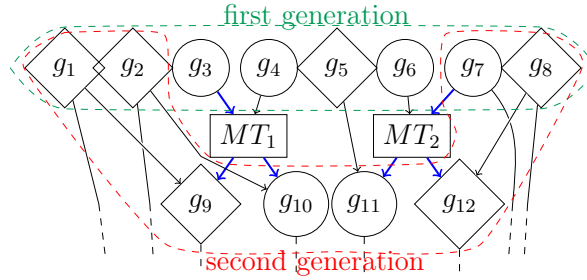 first generation
g1 g2 g3 g4 g5 g6 g7 g8
MT1 MT2
g9 g10 g11 g12
second generation